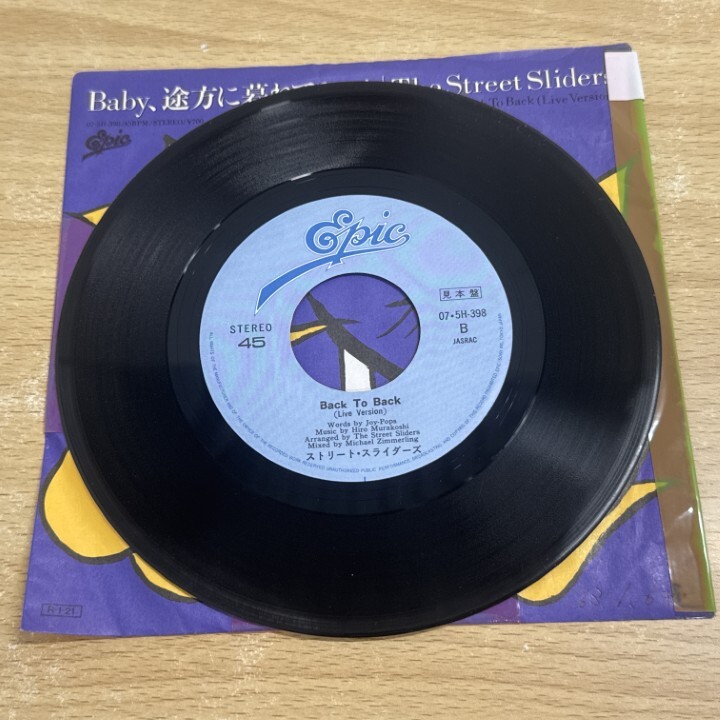 Baby、途方に暮れ
The Street Sliders
To Back (Live Version)
Epic
Epic
見本盤
STEREO
45
07・5H-398
B
JASRAC
Back To Back
(Live Version)
Words by Joy-Pops
Music by Hiro Murakoshi
Arranged by The Street Sliders
Mixed by Michael Zimmerling
ストリート・スライダーズ